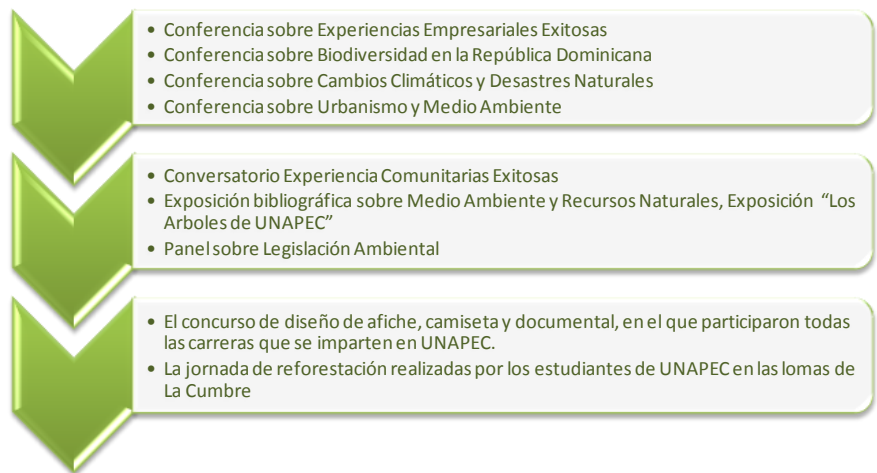 • Conferencia sobre Experiencias Empresariales Exitosas
• Conferencia sobre Biodiversidad en la República Dominicana
• Conferencia sobre Cambios Climáticos y Desastres Naturales
• Conferencia sobre Urbanismo y Medio Ambiente
• Conversatorio Experiencia Comunitarias Exitosas
• Exposición bibliográfica sobre Medio Ambiente y Recursos Naturales, Exposición “Los
Arboles de UNAPEC”
• Panel sobre Legislación Ambiental
• El concurso de diseño de afiche, camiseta y documental, en el que participaron todas
las carreras que se imparten en UNAPEC.
• La jornada de reforestación realizadas por los estudiantes de UNAPEC en las lomas de
La Cumbre